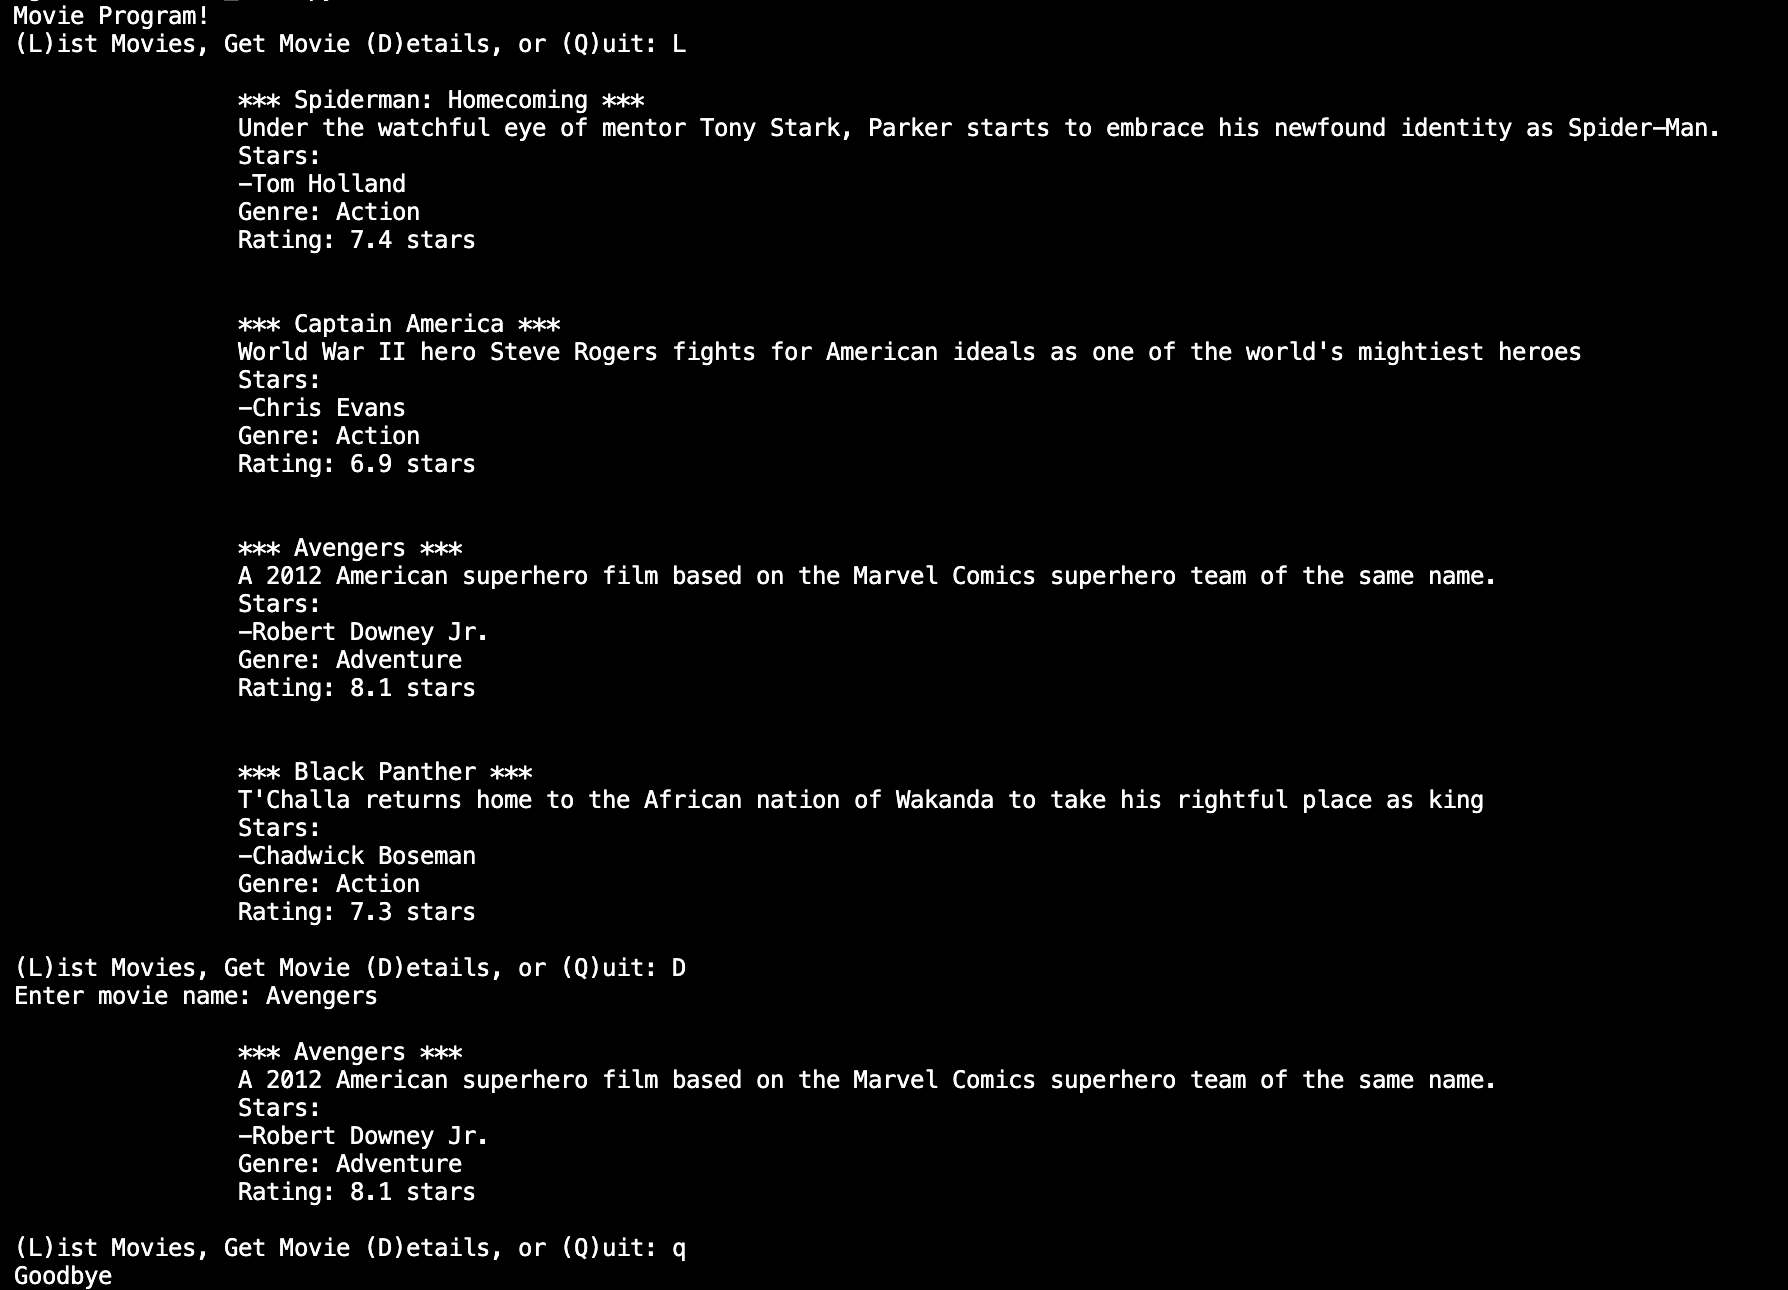 Movie Program!
(L)ist Movies, Get Movie (D)etails, or (Q)uit: L
*** Spiderman: Homecoming ***
Under the watchful eye of mentor Tony Stark, Parker starts to embrace his newfound identity as Spider-Man.
Stars:
-Tom Holland
Genre: Action
Rating: 7.4 stars
*** Captain America ***
World War II hero Steve Rogers fights for American ideals as one of the world's mightiest heroes
Stars:
-Chris Evans
Genre: Action
Rating: 6.9 stars
*** Avengers ***
A 2012 American superhero film based on the Marvel Comics superhero team of the same name.
Stars:
-Robert Downey Jr.
Genre: Adventure
Rating: 8.1 stars
*** Black Panther ***
T'Challa returns home to the African nation of Wakanda to take his rightful place as king
Stars:
-Chadwick Boseman
Genre: Action
Rating: 7.3 stars
(L)ist Movies, Get Movie (D)etails, or (Q)uit: D
Enter movie name: Avengers
*** Avengers ***
A 2012 American superhero film based on the Marvel Comics superhero team of the same name.
Stars:
-Robert Downey Jr.
Genre: Adventure
Rating: 8.1 stars
(L)ist Movies, Get Movie (D)etails, or (Q)uit: q
Goodbye